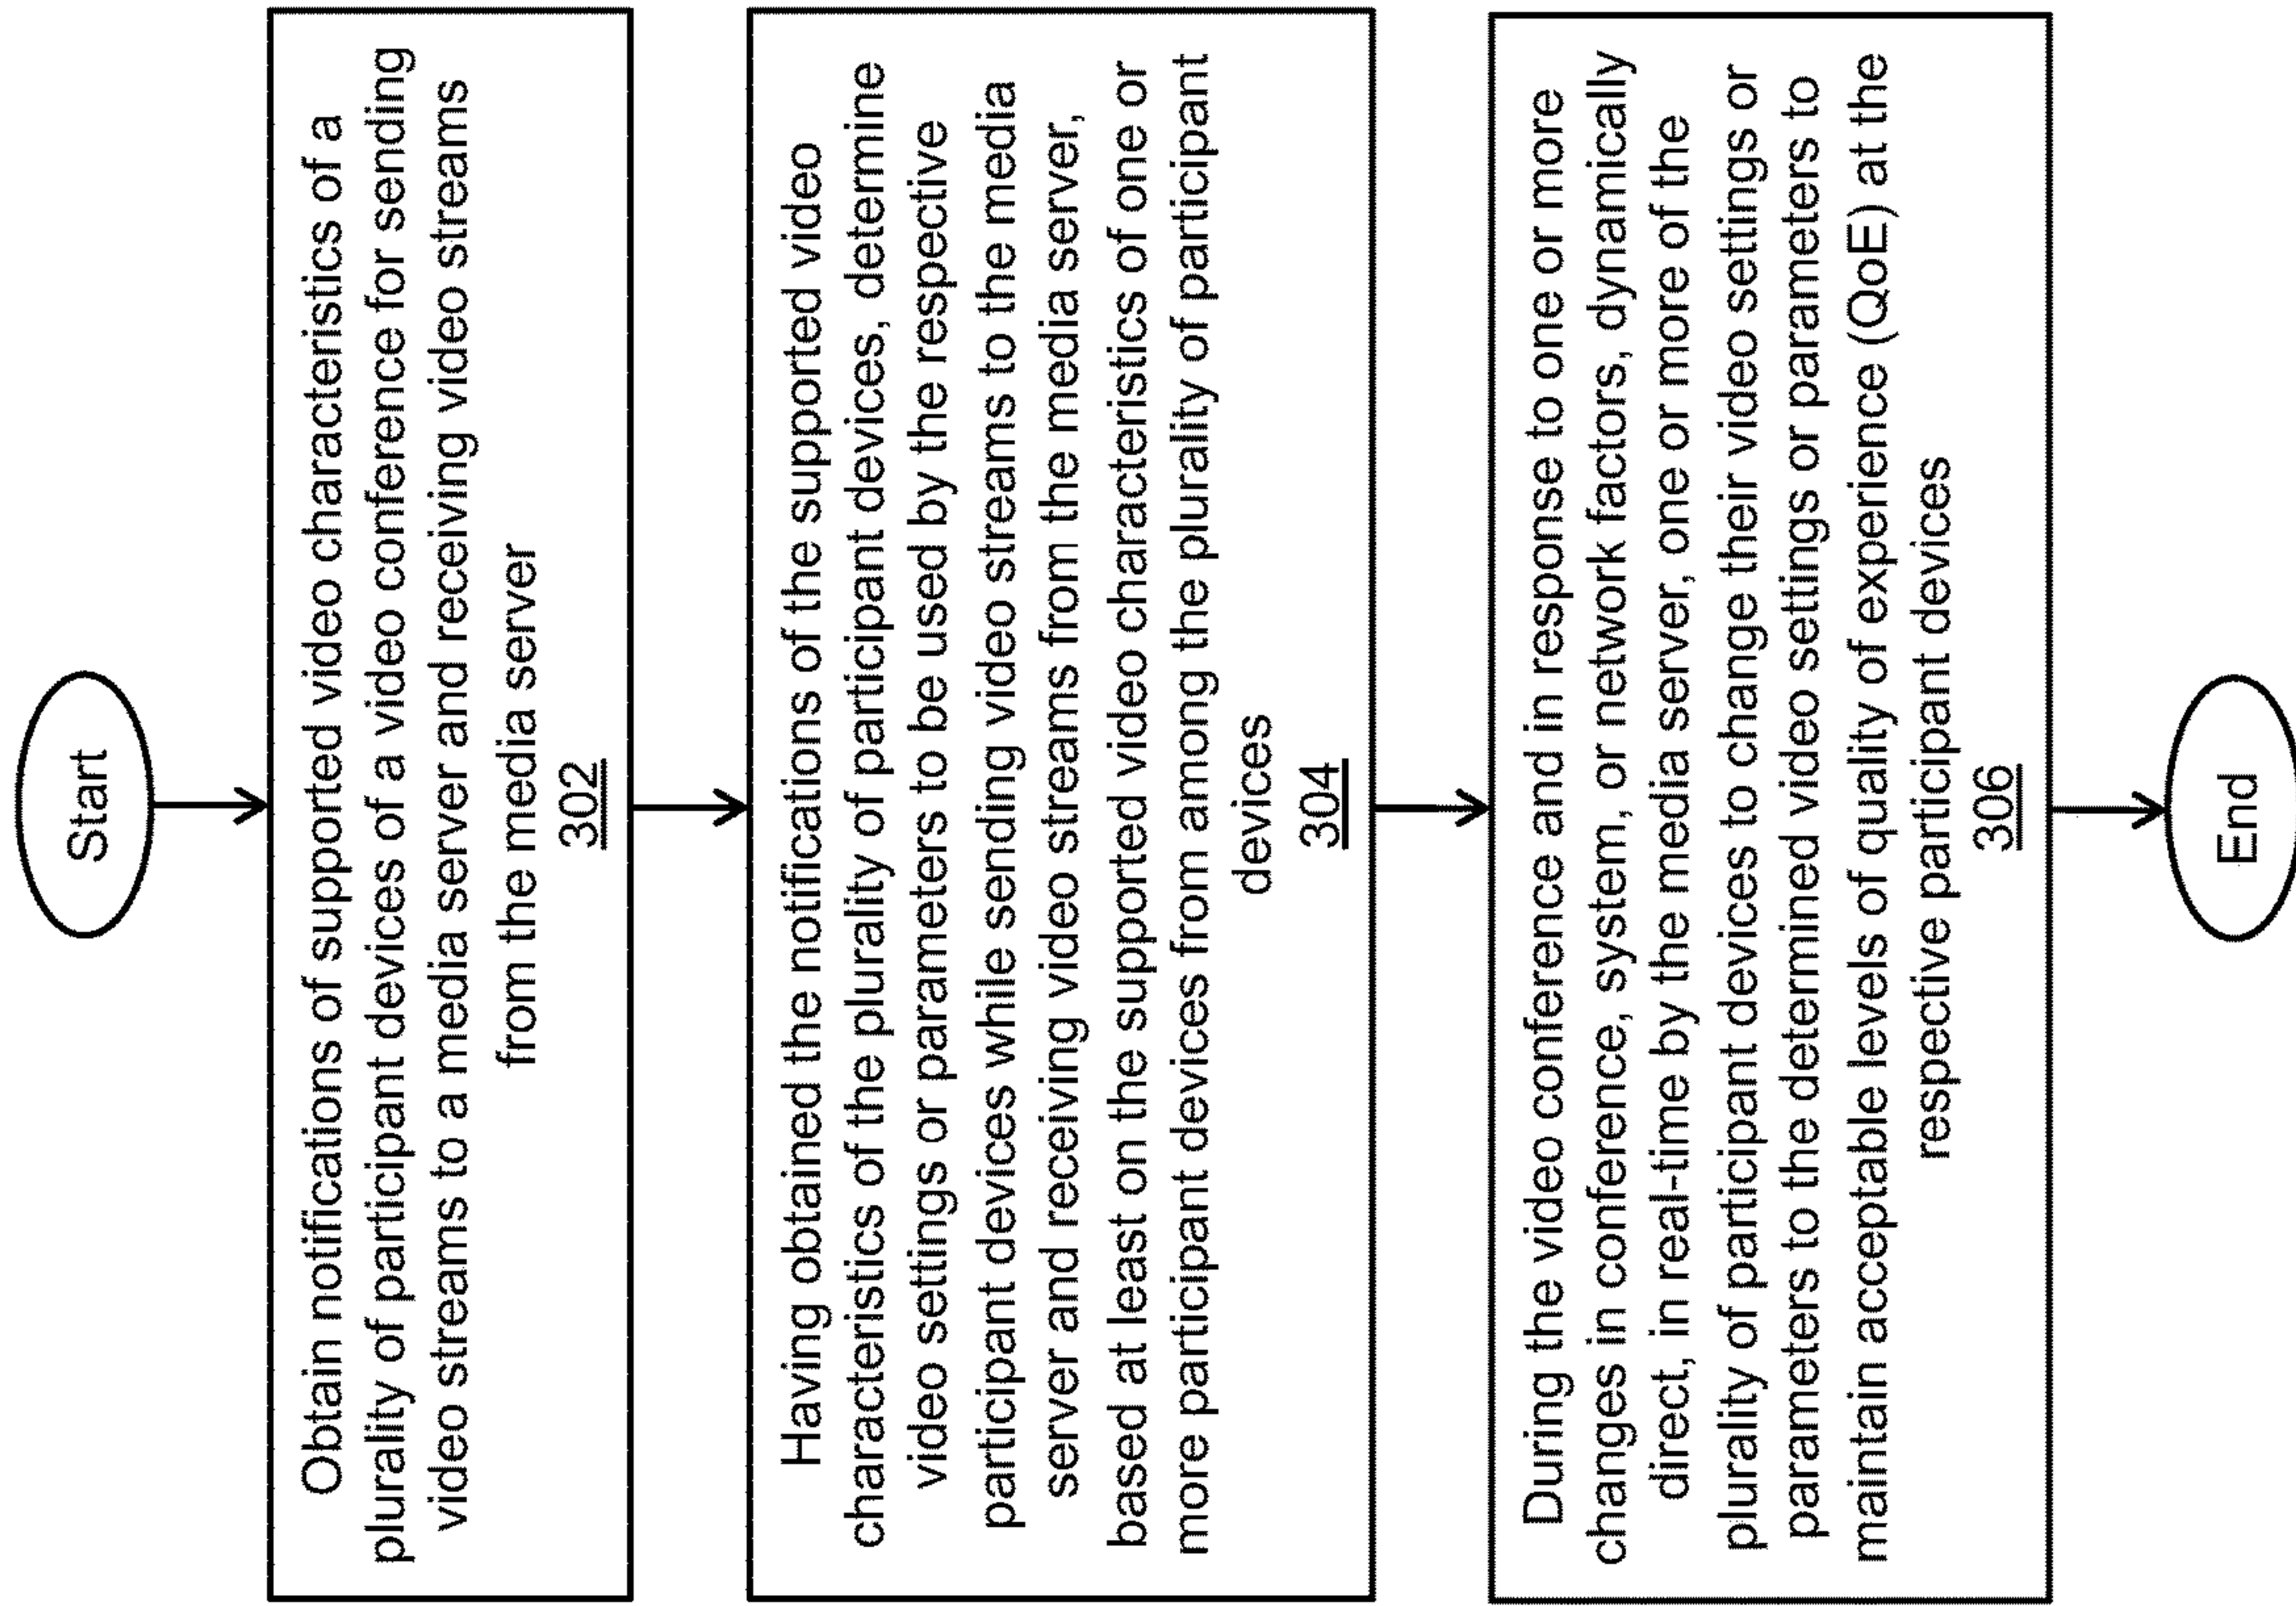 Start
Obtain notifications of supported video characteristics of a
plurality of participant devices of a video conference for sending
video streams to a media server and receiving video streams
from the media server
302
Having obtained the notifications of the supported video
characteristics of the plurality of participant devices, determine
video settings or parameters to be used by the respective
participant devices while sending video streams to the media
server and receiving video streams from the media server,
based at least on the supported video characteristics of one or
more participant devices from among the plurality of participant
devices
304
During the video conference and in response to one or more
changes in conference, system, or network factors, dynamically
direct, in real-time by the media server, one or more of the
plurality of participant devices to change their video settings or
parameters to the determined video settings or parameters to
maintain acceptable levels of quality of experience (QoE) at the
respective participant devices
306
End